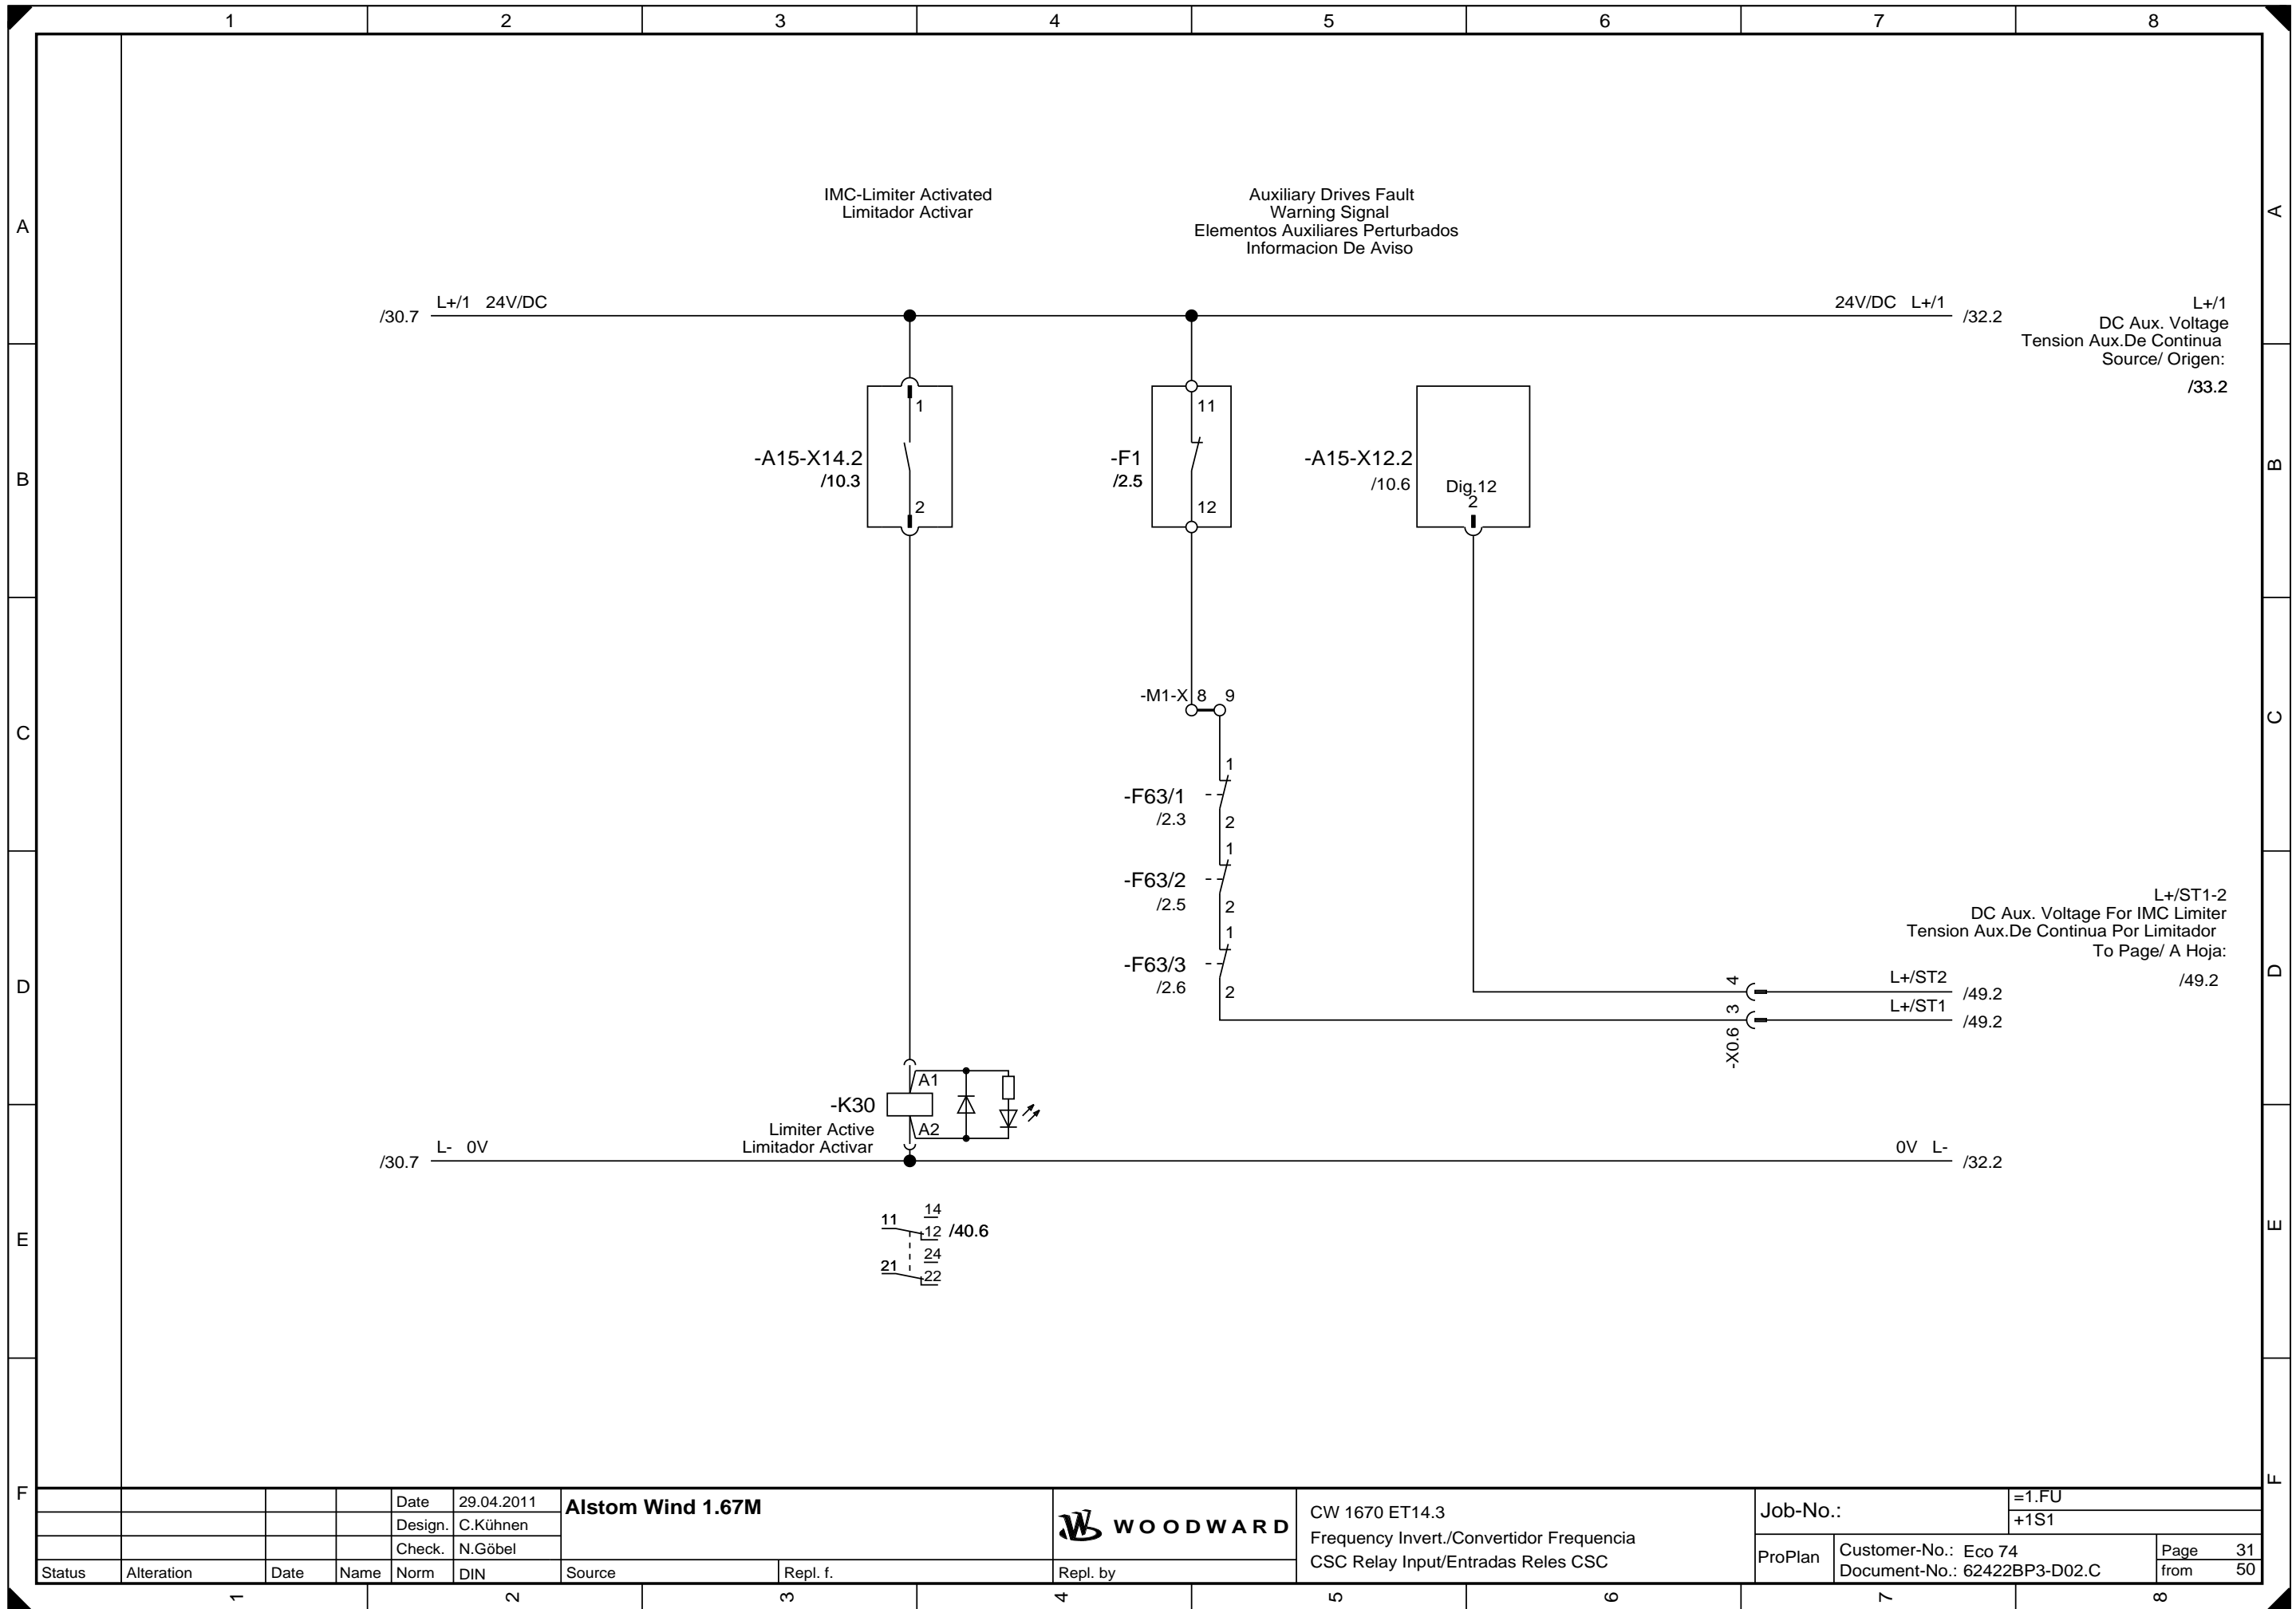 1 2 3 4 5 6 7 8
IMC-Limiter Activated
Limitador Activar
Auxiliary Drives Fault
Warning Signal
Elementos Auxiliares Perturbados
Informacion De Aviso
A A
/30.7 L+/1 24V/DC
24V/DC L+/1 /32.2
L+/1
DC Aux. Voltage
Tension Aux.De Continua
Source/ Origen:
/33.2
1
-A15-X14.2
/10.3
2
11
-F1
/2.5
12
-A15-X12.2
/10.6
Dig.12
2
B B
-M1-X 8 9
C C
1
-F63/1
/2.3
2
1
-F63/2
/2.5
2
1
-F63/3
/2.6
2
L+/ST1-2
DC Aux. Voltage For IMC Limiter
Tension Aux.De Continua Por Limitador
To Page/ A Hoja:
/49.2
D D
4 L+/ST2 /49.2
3 L+/ST1 /49.2
-X0.6
A1
-K30
A2
Limiter Active
Limitador Activar
/30.7 L- 0V
0V L- /32.2
14
11
12 /40.6
24
21
22
E E
F F
Date 29.04.2011
Design. C.Kühnen
Check. N.Göbel
Status Alteration Date Name Norm DIN
Alstom Wind 1.67M
Source Repl. f. Repl. by
WOODWARD
CW 1670 ET14.3
Frequency Invert./Convertidor Frequencia
CSC Relay Input/Entradas Reles CSC
Job-No.:
=1.FU
+1S1
ProPlan
Customer-No.: Eco 74
Document-No.: 62422BP3-D02.C
Page 31
from 50
1 2 3 4 5 6 7 8